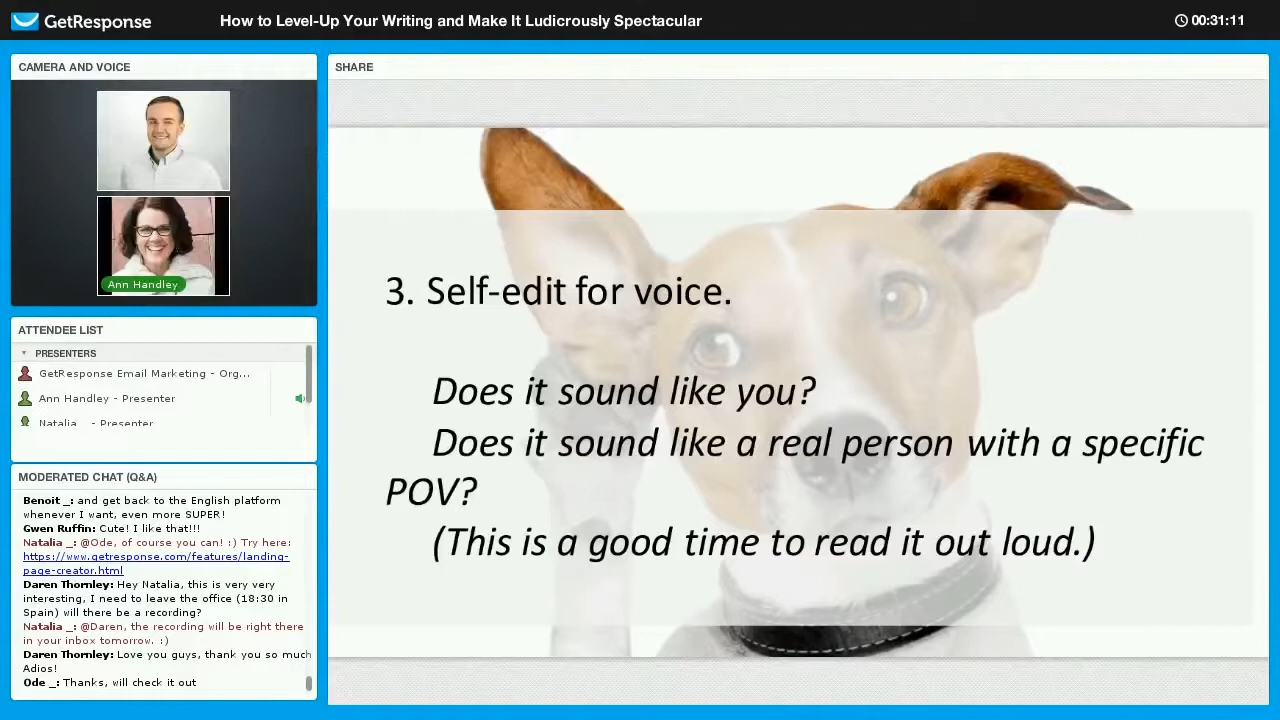 GetResponse
How to Level-Up Your Writing and Make It Ludicrously Spectacular
00:31:11
CAMERA AND VOICE
Ann Handley
ATTENDEE LIST
PRESENTERS
GetResponse Email Marketing - Org...
Ann Handley - Presenter
Natalia _ - Presenter
MODERATED CHAT (Q&A)
Benoit _: and get back to the English platform
whenever I want, even more SUPER!
Gwen Ruffin: Cute! I like that!!!
Natalia _: @Ode, of course you can! :) Try here:
https://www.getresponse.com/features/landing-
page-creator.html
Daren Thornley: Hey Natalia, this is very very
interesting, I need to leave the office (18:30 in
Spain) will there be a recording?
Natalia _: @Daren, the recording will be right there
in your inbox tomorrow. :)
Daren Thornley: Love you guys, thank you so much
Adios!
Ode _: Thanks, will check it out
SHARE
3. Self-edit for voice.
Does it sound like you?
Does it sound like a real person with a specific
POV?
(This is a good time to read it out loud.)